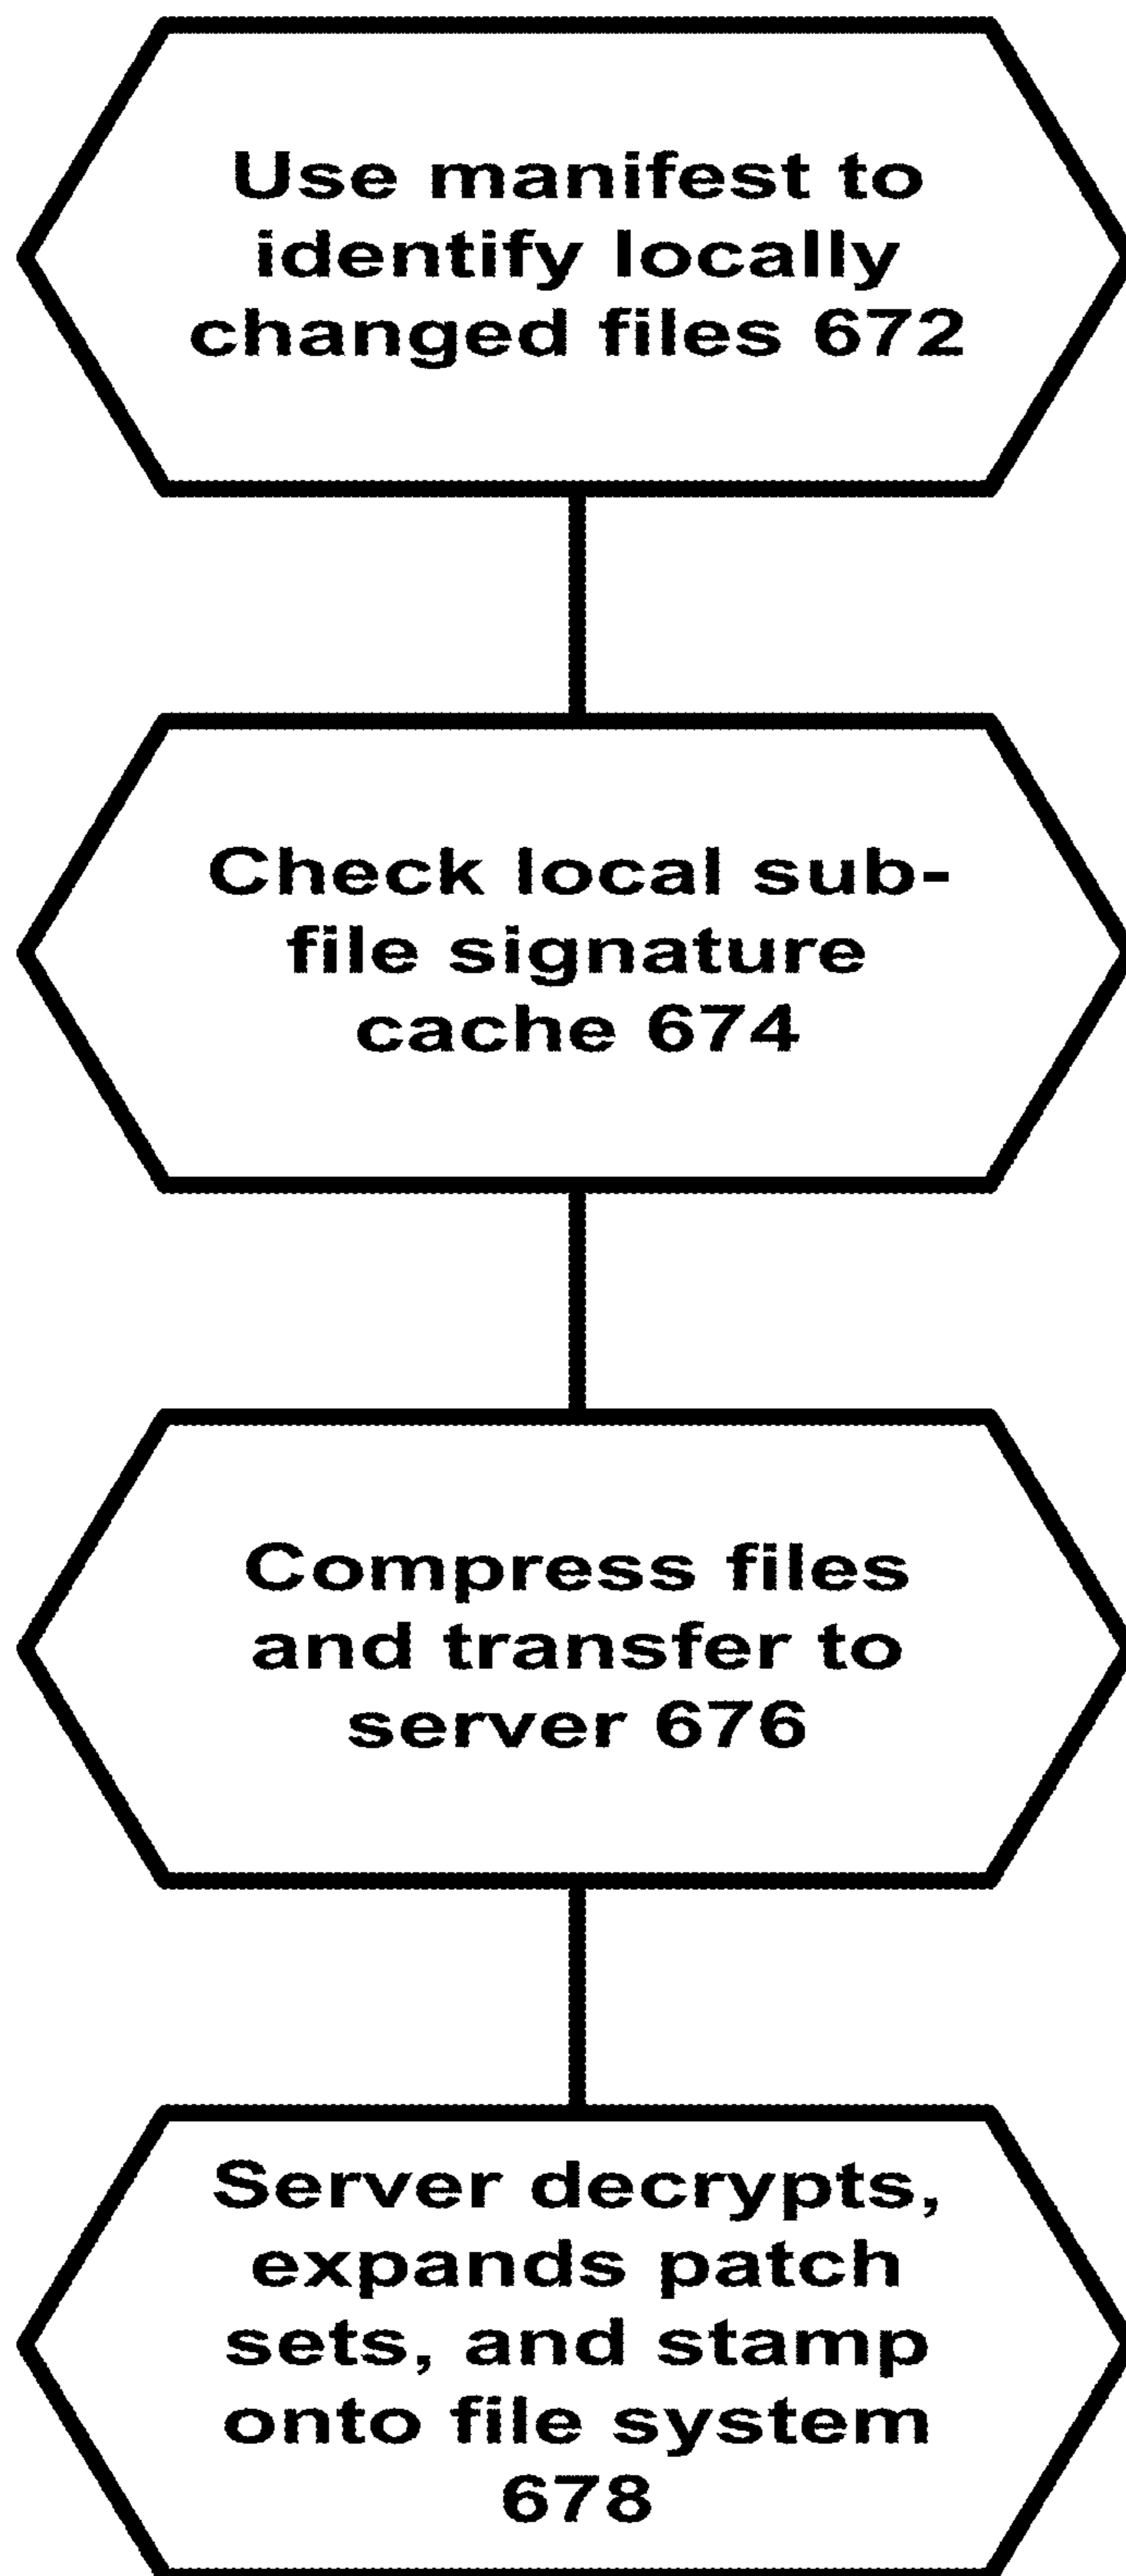 Use manifest to
identify locally
changed files 672
Check local sub-
file signature
cache 674
Compress files
and transfer to
server 676
Server decrypts,
expands patch
sets, and stamp
onto file system
678